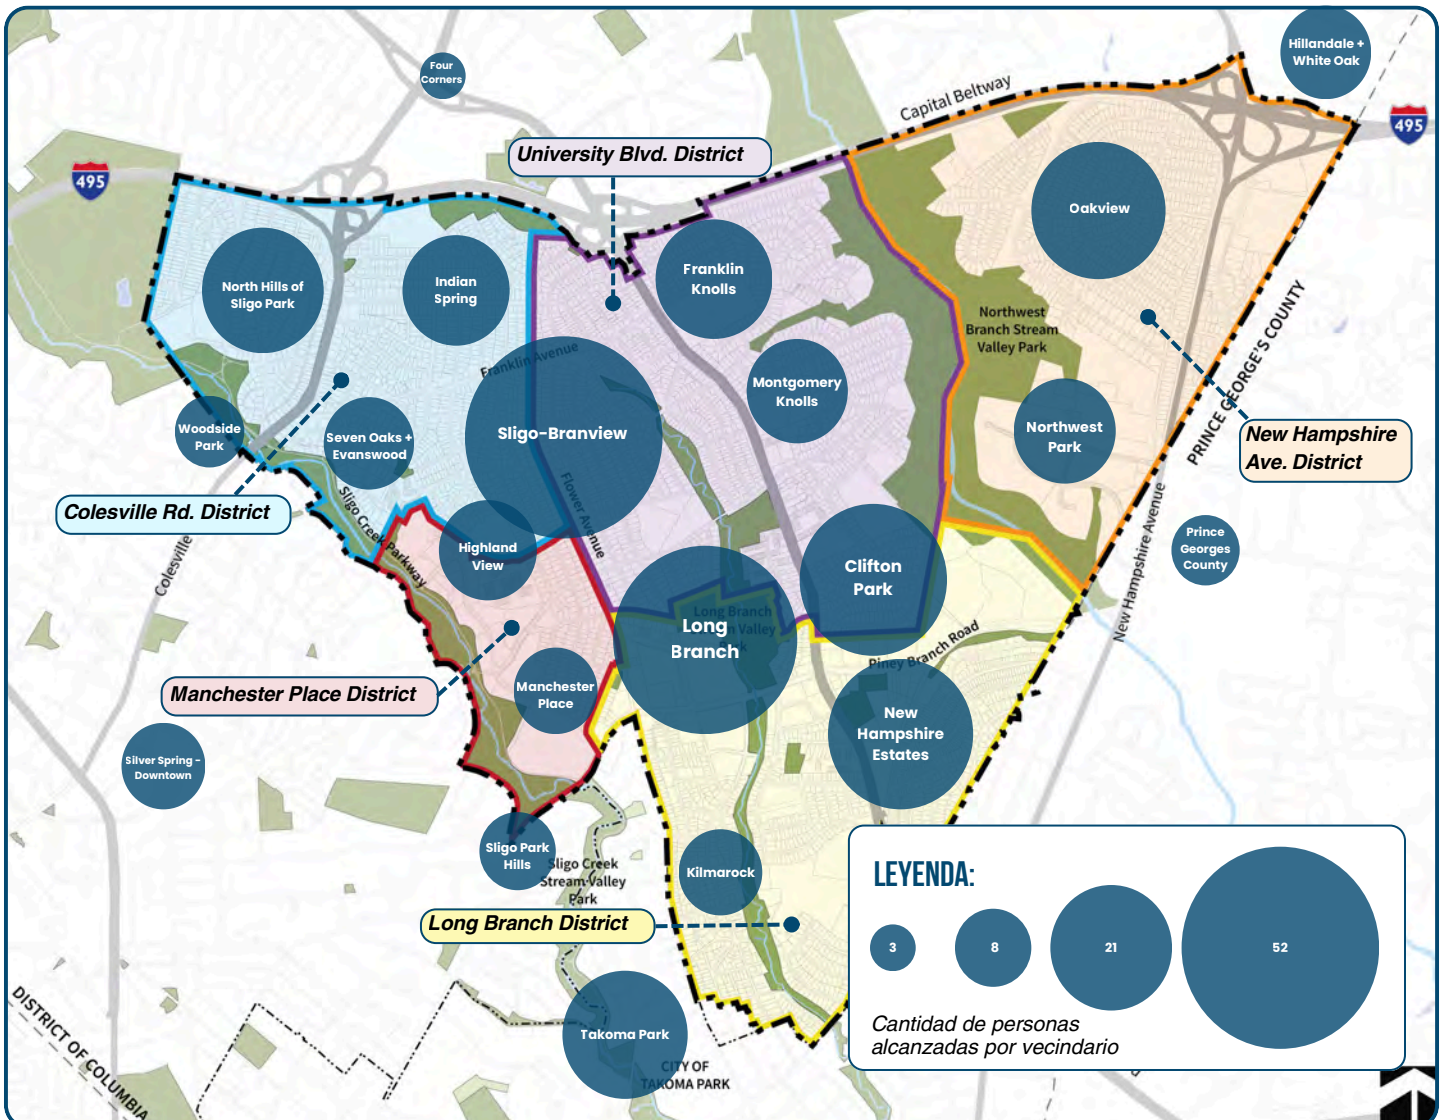 Hillandale +
White Oak
Four
Corners
Capital Beltway
495
University Blvd. District
495
Oakview
Franklin
Knolls
North Hills of
Sligo Park
Indian
Spring
Northwest
Branch Stream
Valley Park
PRINCE GEORGE'S COUNTY
Franklin Avenue
Montgomery
Knolls
Woodside
Park
Seven Oaks +
Evanswood
Sligo-Branview
Northwest
Park
New Hampshire
Ave. District
Colesville Rd. District
Sligo Creek Parkway
Flower Avenue
Colesville
Highland
View
Clifton
Park
Prince
Georges
County
New Hampshire Avenue
Long Branch
Valley
Long
Branch
Piney Branch Road
Manchester Place District
Manchester
Place
New
Hampshire
Estates
Silver Spring -
Downtown
Sligo Park
Hills
Sligo Creek
Stream Valley
Park
Kilmarock
Long Branch District
LEYENDA:
3
8
21
52
Cantidad de personas
alcanzadas por vecindario
DISTRICT OF COLUMBIA
Takoma Park
CITY OF
TAKOMA PARK